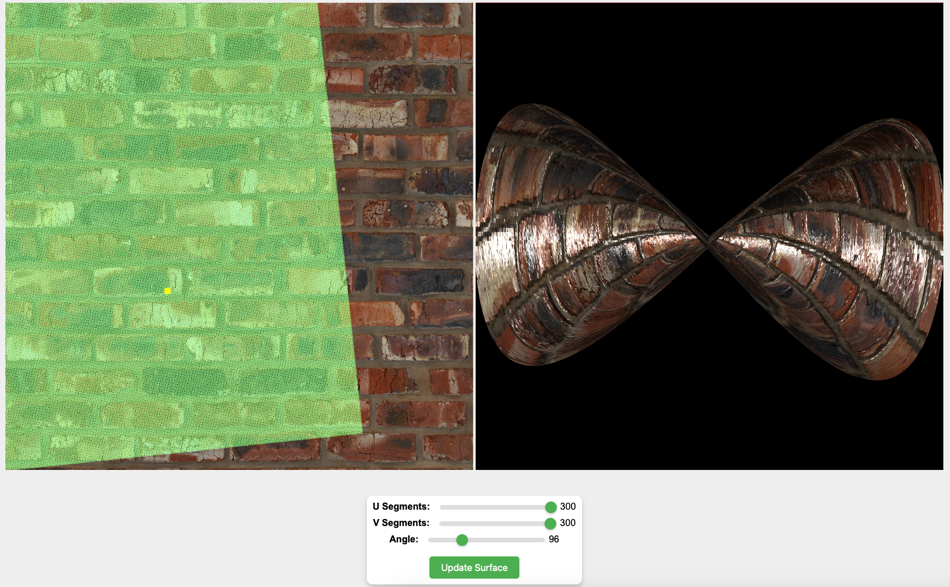 U Segments: 300
V Segments: 300
Angle: 96
Update Surface